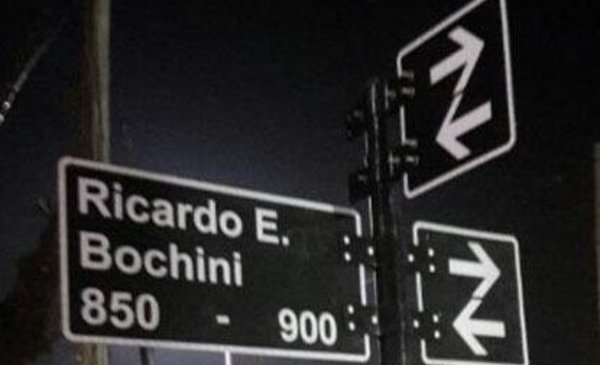 Ricardo E.
Bochini
850 - 900